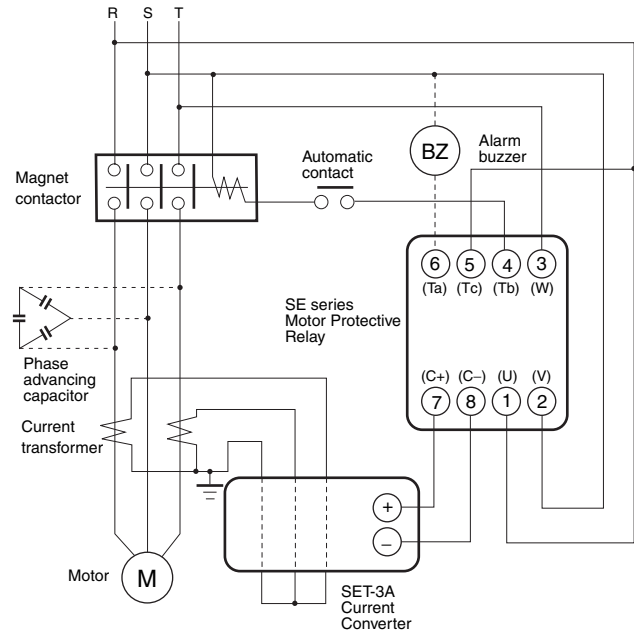 R S T
BZ
Alarm
buzzer
Automatic
contact
Magnet
contactor
6 5 4 3
(Ta) (Tc) (Tb) (W)
SE series
Motor Protective
Relay
(C+) (C−) (U) (V)
7 8 1 2
Phase
advancing
capacitor
Current
transformer
+
−
Motor
M
SET-3A
Current
Converter